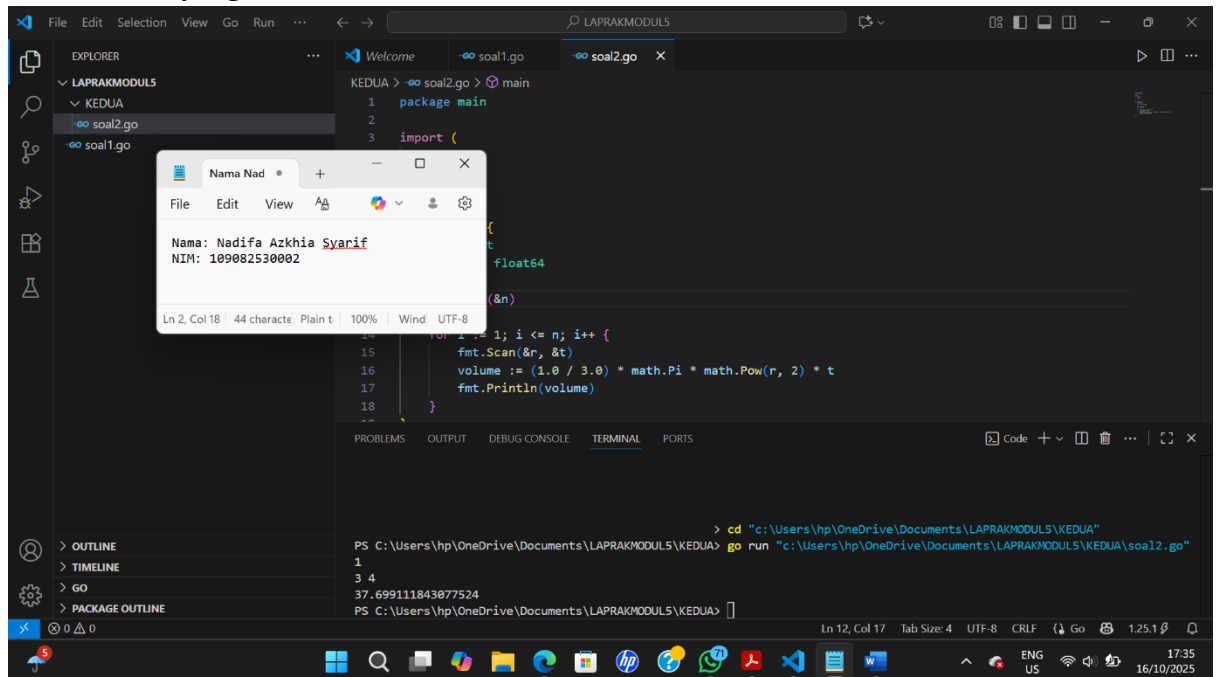 File Edit Selection View Go Run ···
LAPRAKMODUL5
EXPLORER ···
LAPRAKMODUL5
KEDUA
soal2.go
soal1.go
Welcome
soal1.go
soal2.go
KEDUA > soal2.go > main
1 package main
2
3 import (
{
t
float64
(&n)
14 for i := 1; i <= n; i++ {
15 fmt.Scan(&r, &t)
16 volume := (1.0 / 3.0) * math.Pi * math.Pow(r, 2) * t
17 fmt.Println(volume)
18 }
Nama Nad
File Edit View
Nama: Nadifa Azkhia Syarif
NIM: 109082530002
Ln 2, Col 18 44 characte Plain t 100% Wind UTF-8
PROBLEMS OUTPUT DEBUG CONSOLE TERMINAL PORTS
Code
> cd "c:\Users\hp\OneDrive\Documents\LAPRAKMODUL5\KEDUA"
PS C:\Users\hp\OneDrive\Documents\LAPRAKMODUL5\KEDUA> go run "c:\Users\hp\OneDrive\Documents\LAPRAKMODUL5\KEDUA\soal2.go"
1
3 4
37.699111843077524
PS C:\Users\hp\OneDrive\Documents\LAPRAKMODUL5\KEDUA>
OUTLINE
TIMELINE
GO
PACKAGE OUTLINE
0 0
Ln 12, Col 17 Tab Size: 4 UTF-8 CRLF Go 1.25.1
5
71
ENG
US
17:35
16/10/2025